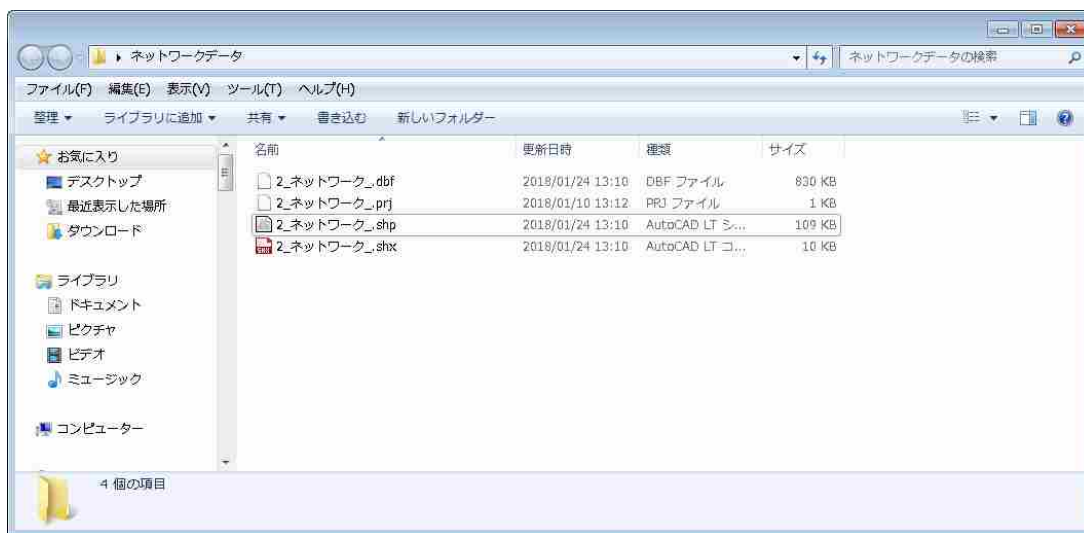 ネットワークデータ
ネットワークデータの検索
ファイル(F) 編集(E) 表示(V) ツール(T) ヘルプ(H)
整理 ライブラリに追加 共有 書き込む 新しいフォルダー
お気に入り
デスクトップ
最近表示した場所
ダウンロード
ライブラリ
ドキュメント
ピクチャ
ビデオ
ミュージック
コンピューター
名前 更新日時 種類 サイズ
2_ネットワーク_.dbf 2018/01/24 13:10 DBF ファイル 830 KB
2_ネットワーク_.prj 2018/01/10 13:12 PRJ ファイル 1 KB
2_ネットワーク_.shp 2018/01/24 13:10 AutoCAD LT シ... 109 KB
2_ネットワーク_.shx 2018/01/24 13:10 AutoCAD LT コ... 10 KB
4 個の項目